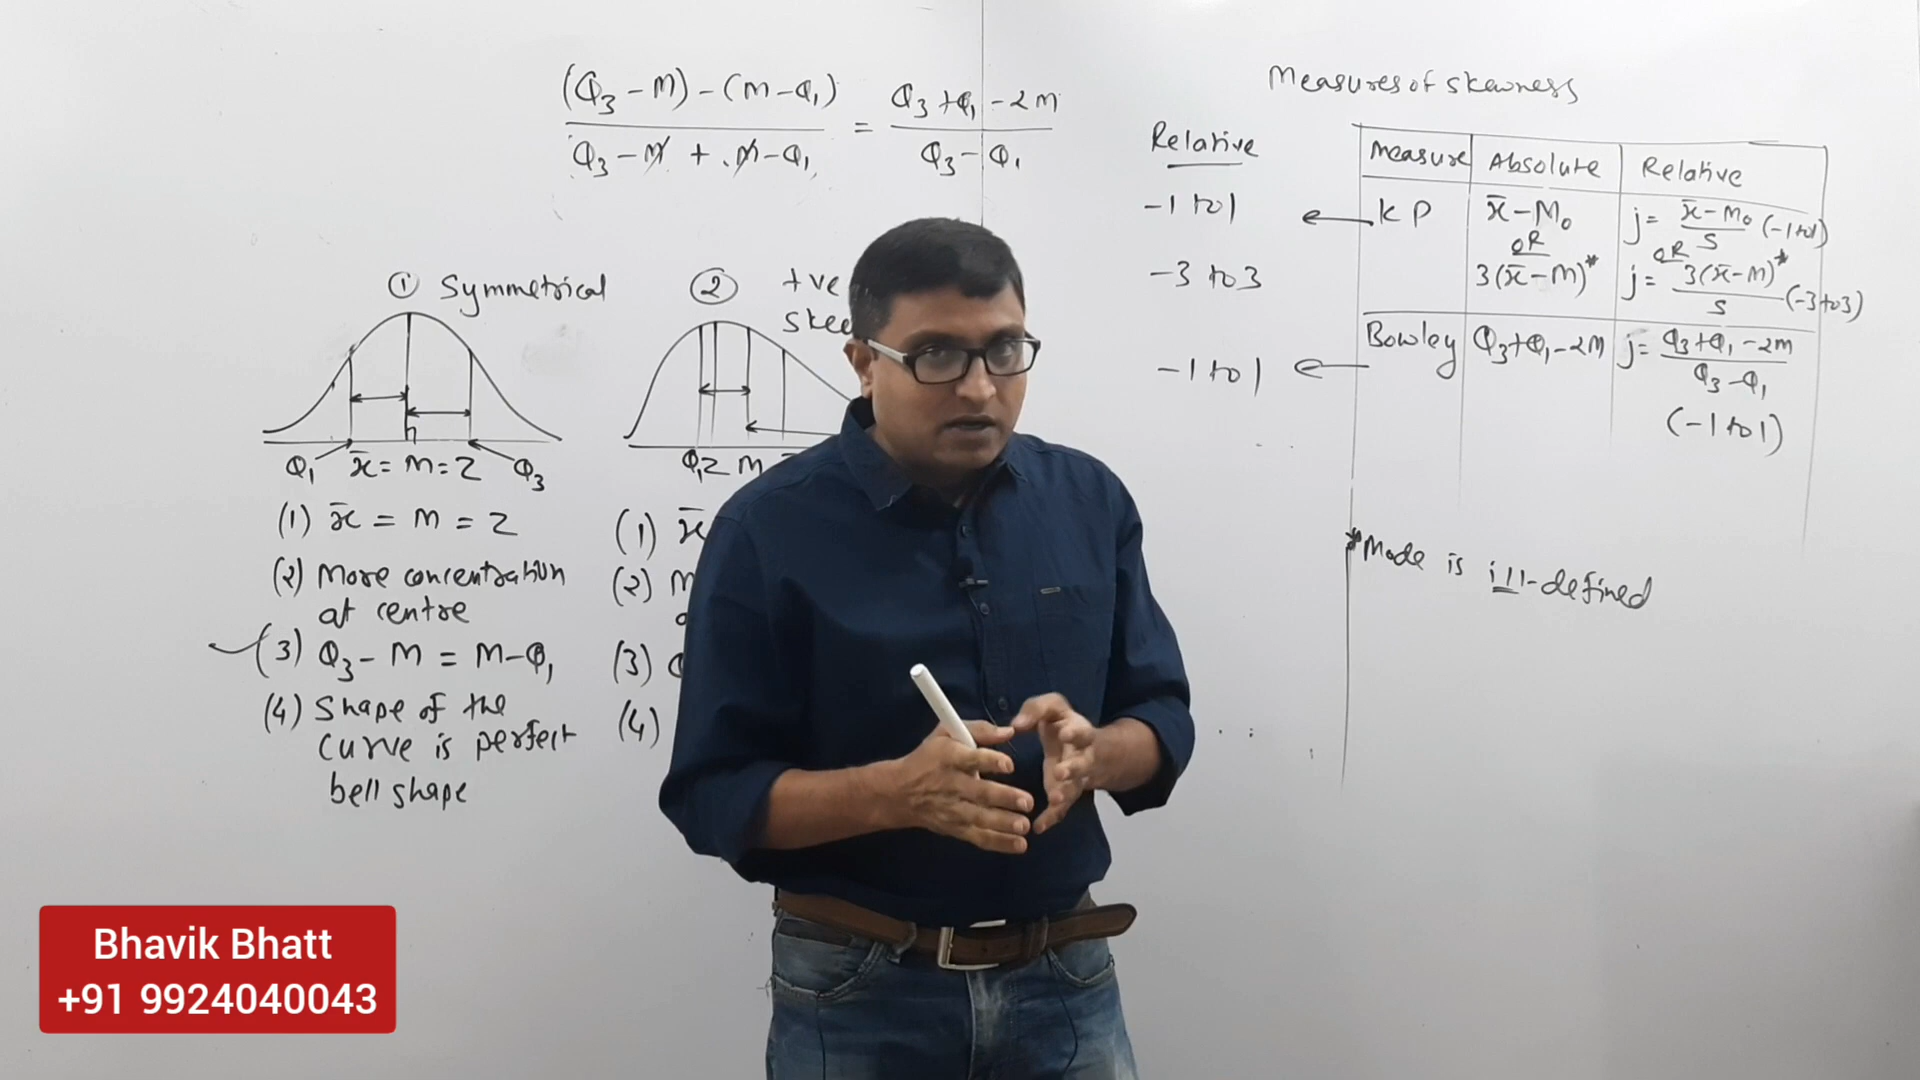 (Q₃ - M) - (M - Q₁) / Q₃ - M + M - Q₁ = Q₃ + Q₁ - 2M / Q₃ - Q₁
① Symmetrical
Q₁ x̄ = M = Z Q₃
(1) x̄ = M = Z
(2) More concentration
at centre
(3) Q₃ - M = M - Q₁
(4) Shape of the
curve is perfect
bell shape
② +ve
Q₁ Z M
(1) x̄
(2) M
(3)
(4)
Relative
-1 to 1
-3 to 3
-1 to 1
Measures of skewness
Measure Absolute Relative
KP x̄ - M₀ j = x̄ - M₀ / S (-1 to 1)
OR OR
3(x̄ - M)* j = 3(x̄ - M)* / S (-3 to 3)
Bowley Q₃ + Q₁ - 2M j = Q₃ + Q₁ - 2M / Q₃ - Q₁
(-1 to 1)
*Mode is ill-defined
Bhavik Bhatt
+91 9924040043